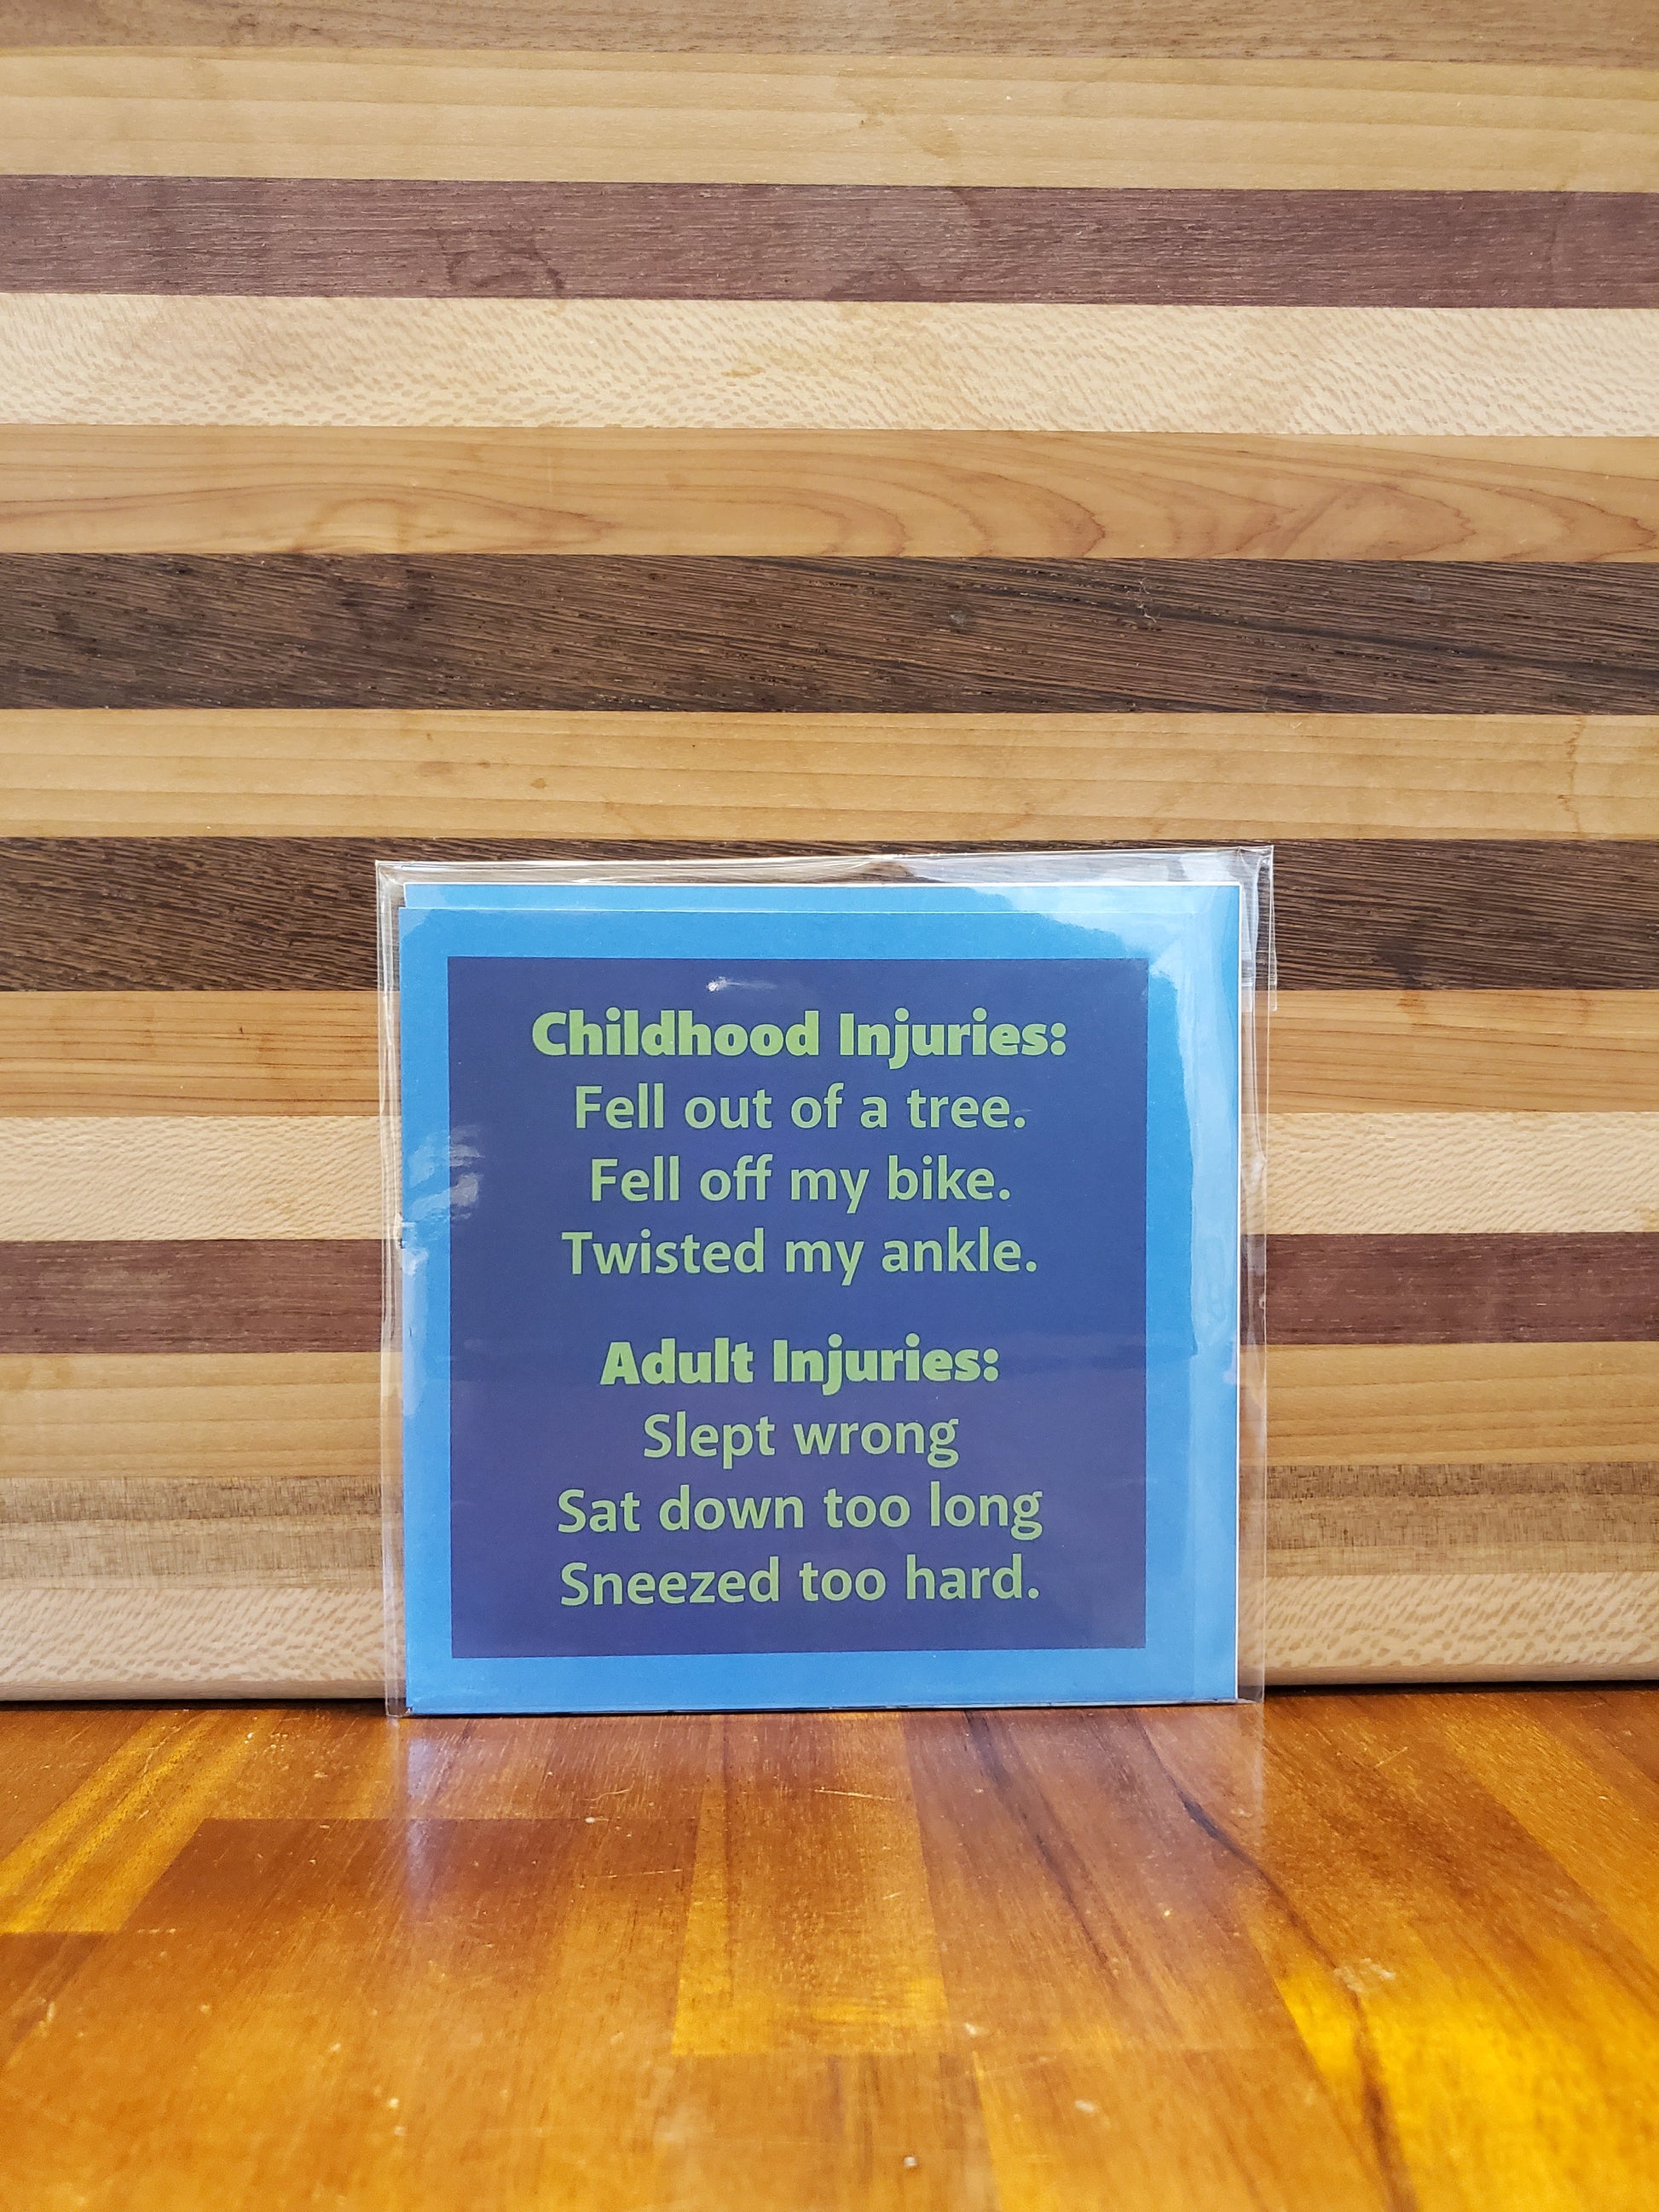 Childhood Injuries:
Fell out of a tree.
Fell off my bike.
Twisted my ankle.
Adult Injuries:
Slept wrong
Sat down too long
Sneezed too hard.